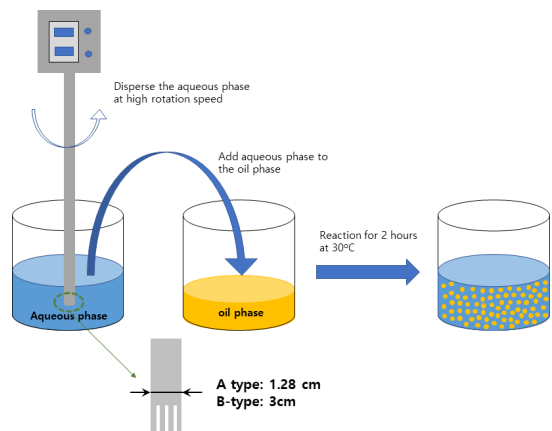 Disperse the aqueous phase
at high rotation speed
Add aqueous phase to
the oil phase
Reaction for 2 hours
at 30ºC
Aqueous phase
oil phase
A type: 1.28 cm
B-type: 3cm